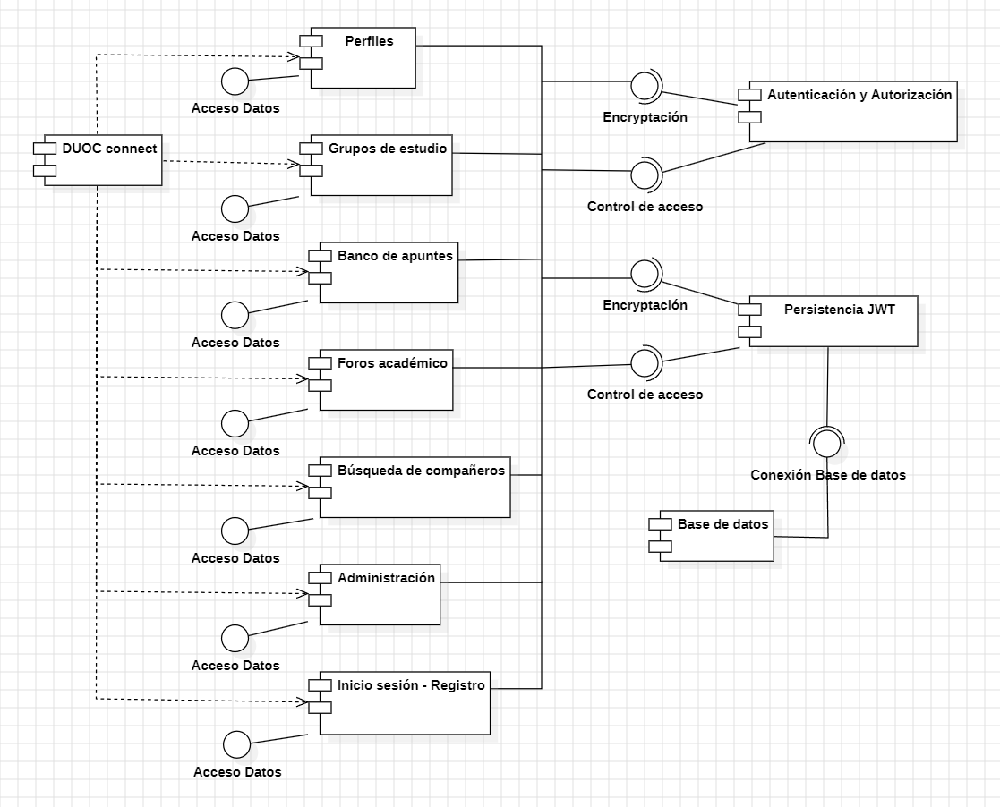 Perfiles
Acceso Datos
DUOC connect
Grupos de estudio
Acceso Datos
Banco de apuntes
Acceso Datos
Foros académico
Acceso Datos
Búsqueda de compañeros
Acceso Datos
Administración
Acceso Datos
Inicio sesión - Registro
Acceso Datos
Encryptación
Autenticación y Autorización
Control de acceso
Encryptación
Persistencia JWT
Control de acceso
Conexión Base de datos
Base de datos